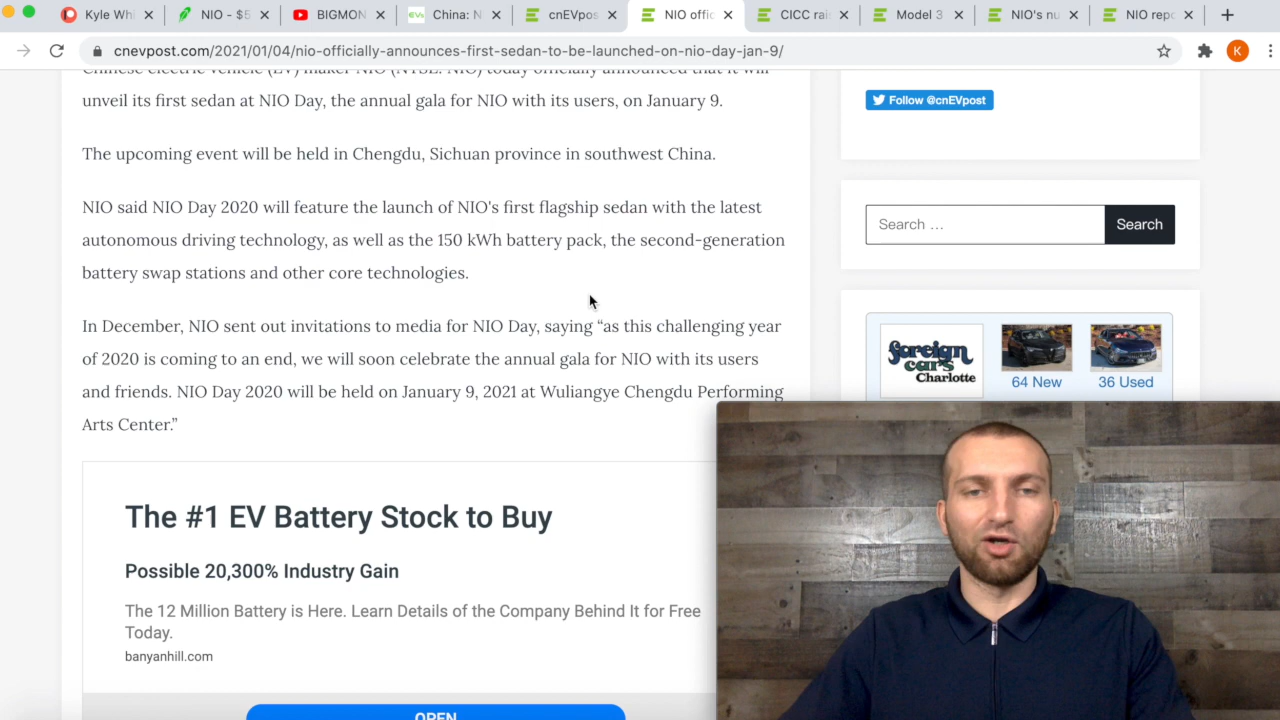 Kyle Whi
NIO - $5
BIGMON
China: N
cnEVpos
NIO offic
CICC rai
Model 3
NIO's nu
NIO repo
cnevpost.com/2021/01/04/nio-officially-announces-first-sedan-to-be-launched-on-nio-day-jan-9/
K
Chinese electric vehicle (EV) maker NIO (NYSE: NIO) today officially announced that it will
unveil its first sedan at NIO Day, the annual gala for NIO with its users, on January 9.
The upcoming event will be held in Chengdu, Sichuan province in southwest China.
NIO said NIO Day 2020 will feature the launch of NIO's first flagship sedan with the latest
autonomous driving technology, as well as the 150 kWh battery pack, the second-generation
battery swap stations and other core technologies.
In December, NIO sent out invitations to media for NIO Day, saying “as this challenging year
of 2020 is coming to an end, we will soon celebrate the annual gala for NIO with its users
and friends. NIO Day 2020 will be held on January 9, 2021 at Wuliangye Chengdu Performing
Arts Center.”
The #1 EV Battery Stock to Buy
Possible 20,300% Industry Gain
The 12 Million Battery is Here. Learn Details of the Company Behind It for Free
Today.
banyanhill.com
OPEN
Follow @cnEVpost
Search …
Search
foreign
cars
Charlotte
64 New
36 Used